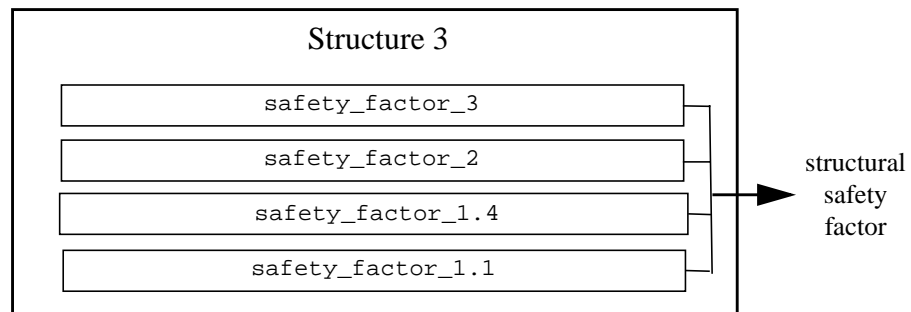 Structure 3
safety_factor_3
safety_factor_2
safety_factor_1.4
safety_factor_1.1
structural
safety
factor